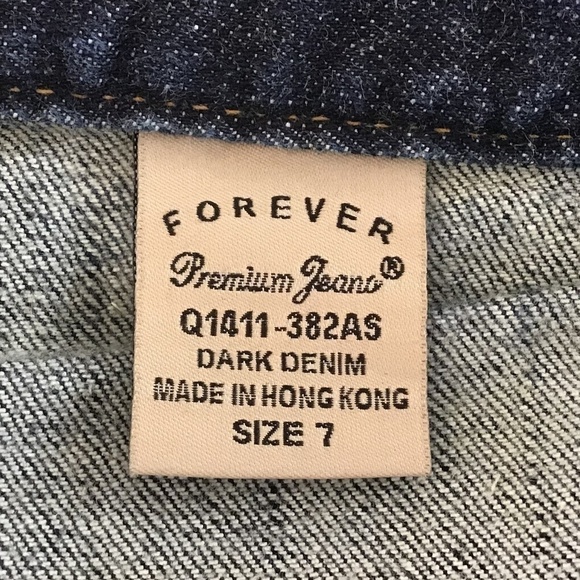 FOREVER
Premium Jeans®
Q1411-382AS
DARK DENIM
MADE IN HONG KONG
SIZE 7